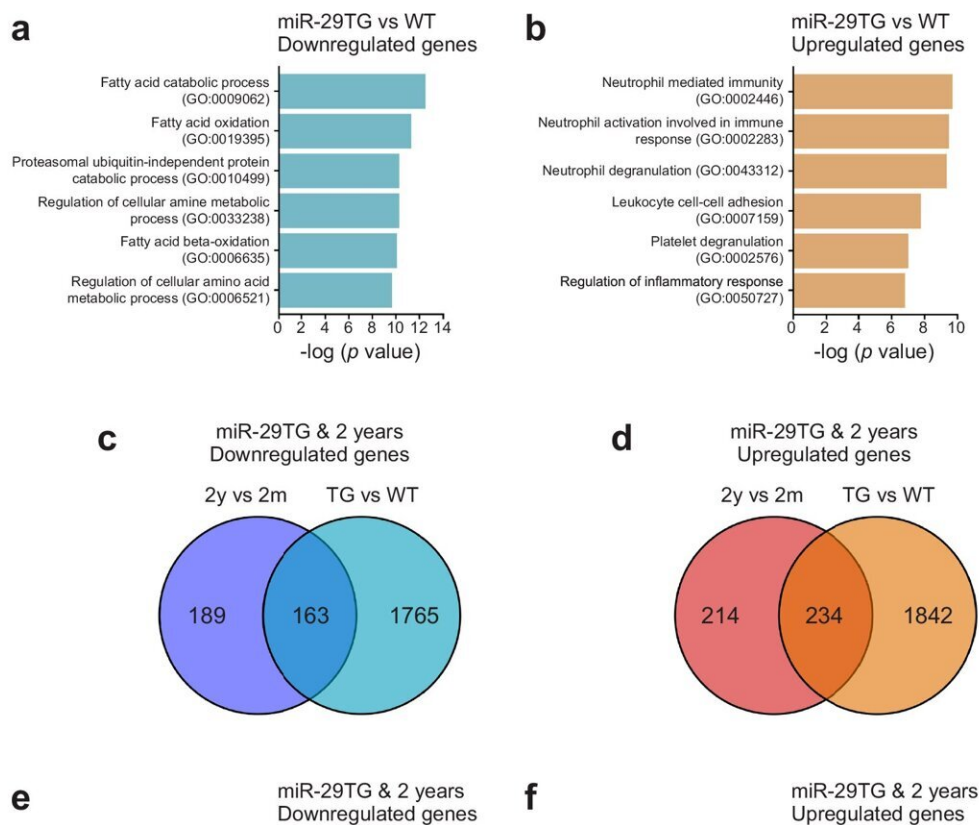 a
miR-29TG vs WT
Downregulated genes
Fatty acid catabolic process
(GO:0009062)
Fatty acid oxidation
(GO:0019395)
Proteasomal ubiquitin-independent protein
catabolic process (GO:0010499)
Regulation of cellular amine metabolic
process (GO:0033238)
Fatty acid beta-oxidation
(GO:0006635)
Regulation of cellular amino acid
metabolic process (GO:0006521)
0 2 4 6 8 10 12 14
-log (p value)
b
miR-29TG vs WT
Upregulated genes
Neutrophil mediated immunity
(GO:0002446)
Neutrophil activation involved in immune
response (GO:0002283)
Neutrophil degranulation (GO:0043312)
Leukocyte cell-cell adhesion
(GO:0007159)
Platelet degranulation
(GO:0002576)
Regulation of inflammatory response
(GO:0050727)
0 2 4 6 8 10
-log (p value)
c
miR-29TG & 2 years
Downregulated genes
2y vs 2m TG vs WT
189 163 1765
d
miR-29TG & 2 years
Upregulated genes
2y vs 2m TG vs WT
214 234 1842
e
miR-29TG & 2 years
Downregulated genes
f
miR-29TG & 2 years
Upregulated genes